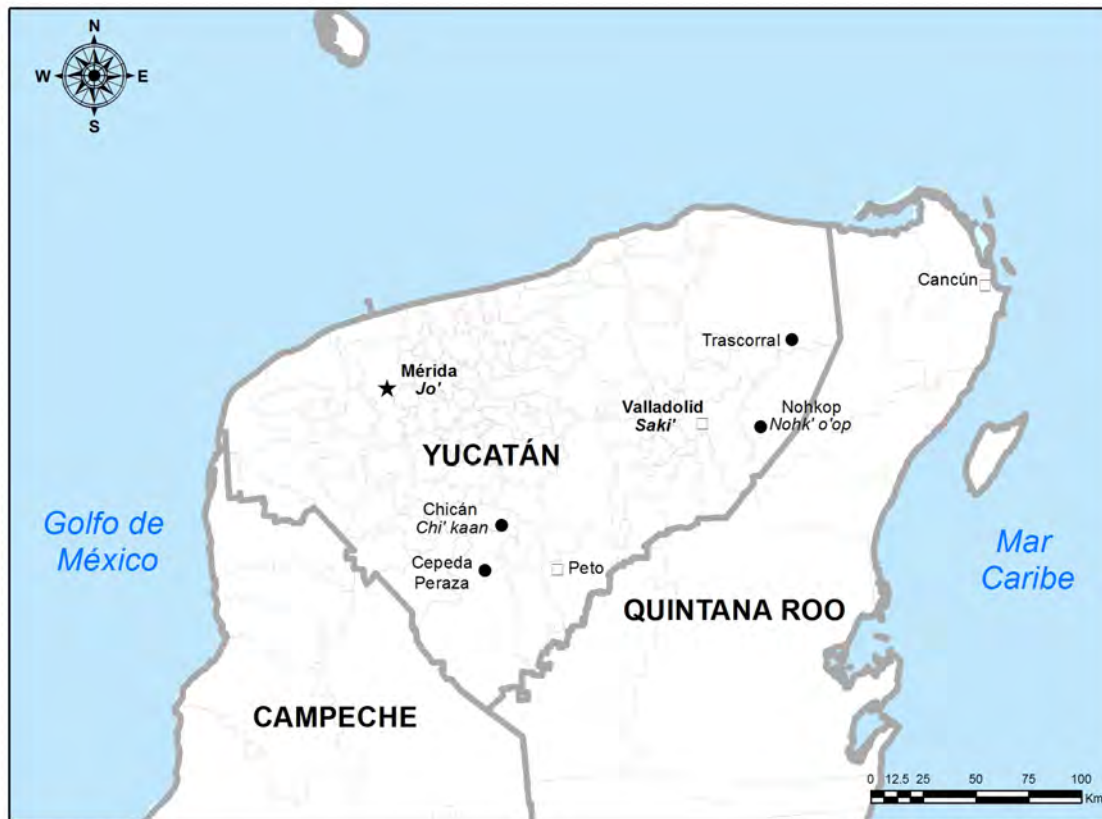 N
W E
S
Cancún
Trascorral
Mérida
Jo'
Valladolid
Saki'
Nohkop
Nohk' o'op
YUCATÁN
Chicán
Chi' kaan
Golfo de
México
Mar
Caribe
Cepeda
Peraza
Peto
QUINTANA ROO
CAMPECHE
0 12.5 25 50 75 100
Km